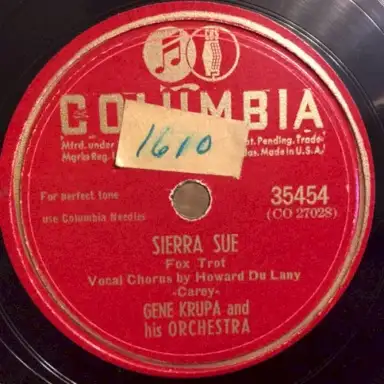 COLUMBIA
Mfrd. under
Pat. Pending. Trade-
Marks Reg.
Made in U.S.A.
1610
For perfect tone
use Columbia Needles
35454
(CO 27028)
SIERRA SUE
Fox Trot
Vocal Chorus by Howard Du Lany
-Carey-
GENE KRUPA and
his ORCHESTRA